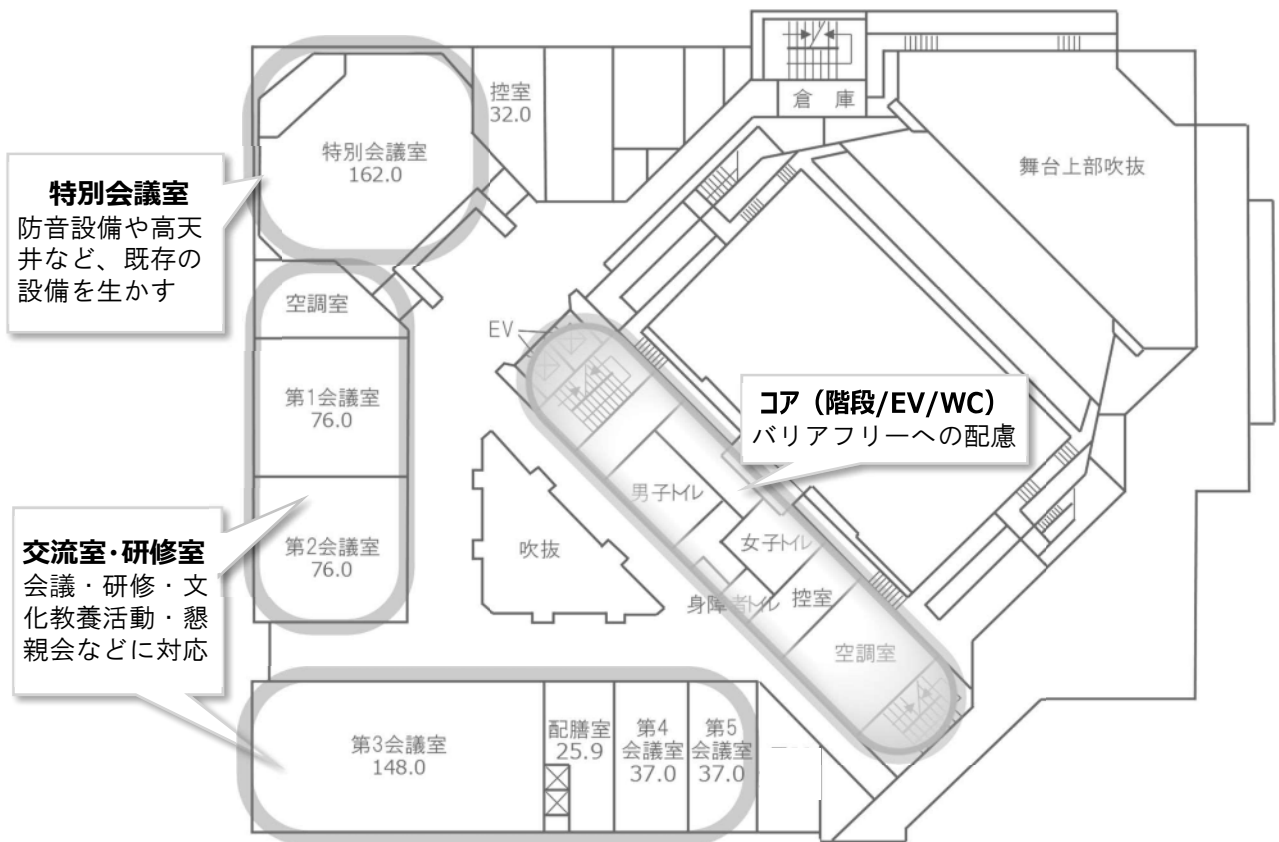 控室
32.0
倉 庫
特別会議室
162.0
舞台上部吹抜
特別会議室
防音設備や高天
井など、既存の
設備を生かす
空調室
EV
第1会議室
76.0
コア（階段/EV/WC）
バリアフリーへの配慮
男子トイレ
女子トイレ
第2会議室
76.0
吹抜
交流室・研修室
会議・研修・文
化教養活動・懇
親会などに対応
身障者トイレ
控室
空調室
第3会議室
148.0
配膳室
25.9
第4
会議室
37.0
第5
会議室
37.0